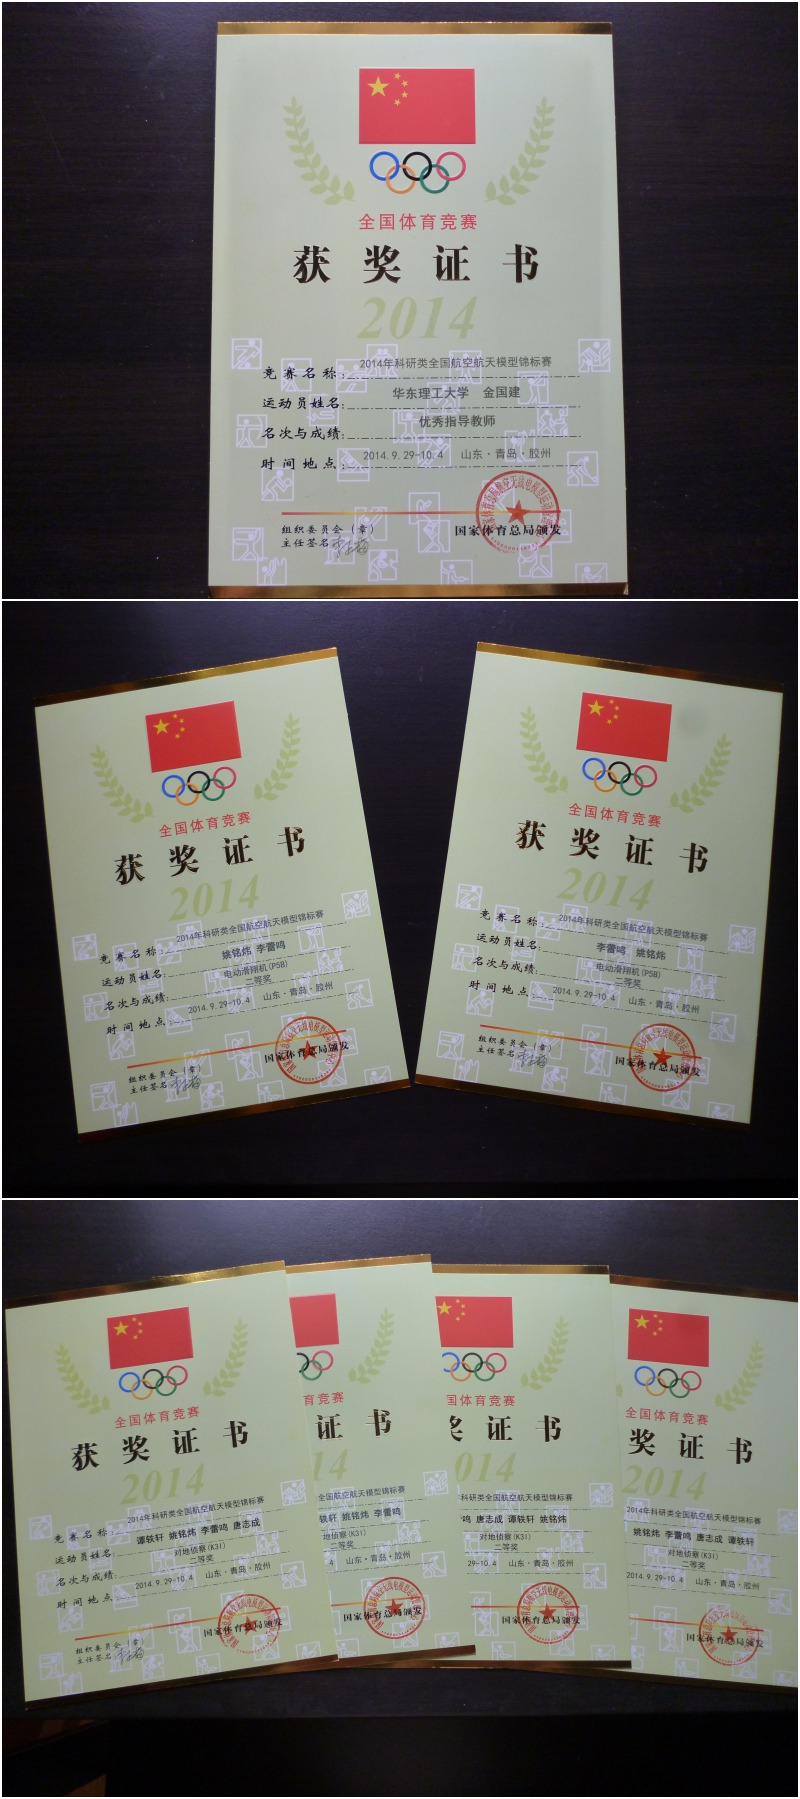 全国体育竞赛
获奖证书
2014
竞赛名称: 2014年科研类全国航空航天模型锦标赛
运动员姓名: 华东理工大学 金国建
名次与成绩: 优秀指导教师
时间地点: 2014.9.29-10.4 山东·青岛·胶州
组织委员会(章)
主任签名
国家体育总局颁发
全国体育竞赛
获奖证书
2014
竞赛名称: 2014年科研类全国航空航天模型锦标赛
运动员姓名: 姚铭炜 李蕾鸣
电动滑翔机(P5B)
名次与成绩: 二等奖
时间地点: 2014.9.29-10.4 山东·青岛·胶州
组织委员会(章)
主任签名
国家体育总局颁发
全国体育竞赛
获奖证书
2014
竞赛名称: 2014年科研类全国航空航天模型锦标赛
运动员姓名: 李蕾鸣 姚铭炜
电动滑翔机(P5B)
名次与成绩: 二等奖
时间地点: 2014.9.29-10.4 山东·青岛·胶州
组织委员会(章)
主任签名
国家体育总局颁发
全国体育竞赛
获奖证书
2014
竞赛名称: 2014年科研类全国航空航天模型锦标赛
运动员姓名: 谭轶轩 姚铭炜 李蕾鸣 唐志成
对地侦察(K3I)
名次与成绩: 二等奖
时间地点: 2014.9.29-10.4 山东·青岛·胶州
组织委员会(章)
主任签名
国家体育总局颁发
育竞赛
证书
14
全国航空航天模型锦标赛
轶轩 姚铭炜 李蕾鸣
对地侦察(K3I)
二等奖
4 山东·青岛·胶州
国家体育总局颁发
国体育竞赛
奖证书
014
科研类全国航空航天模型锦标赛
鸣 唐志成 谭轶轩 姚铭炜
对地侦察(K3I)
二等奖
29-10.4 山东·青岛·胶州
国家体育总局颁发
全国体育竞赛
奖证书
2014
2014年科研类全国航空航天模型锦标赛
姚铭炜 李蕾鸣 唐志成 谭轶轩
对地侦察(K3I)
二等奖
2014.9.29-10.4 山东·青岛·胶州
国家体育总局颁发